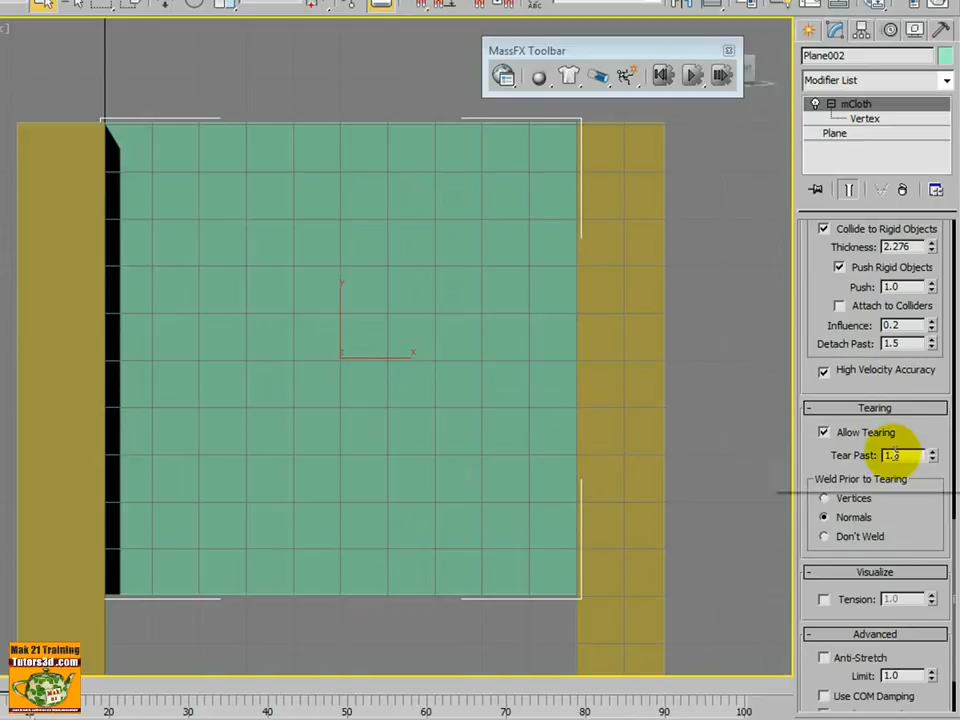 MassFX Toolbar
Plane002
Modifier List
mCloth
Vertex
Plane
Collide to Rigid Objects
Thickness: 2.276
Push Rigid Objects
Push: 1.0
Attach to Colliders
Influence: 0.2
Detach Past: 1.5
High Velocity Accuracy
Tearing
Allow Tearing
Tear Past:
Weld Prior to Tearing
Vertices
Normals
Don't Weld
Visualize
Tension: 1.0
Advanced
Anti-Stretch
Limit: 1.0
Use COM Damping
y
z x
Mak 21 Training
Tutors3d .com
20 30 40 50 60 70 80 90 100